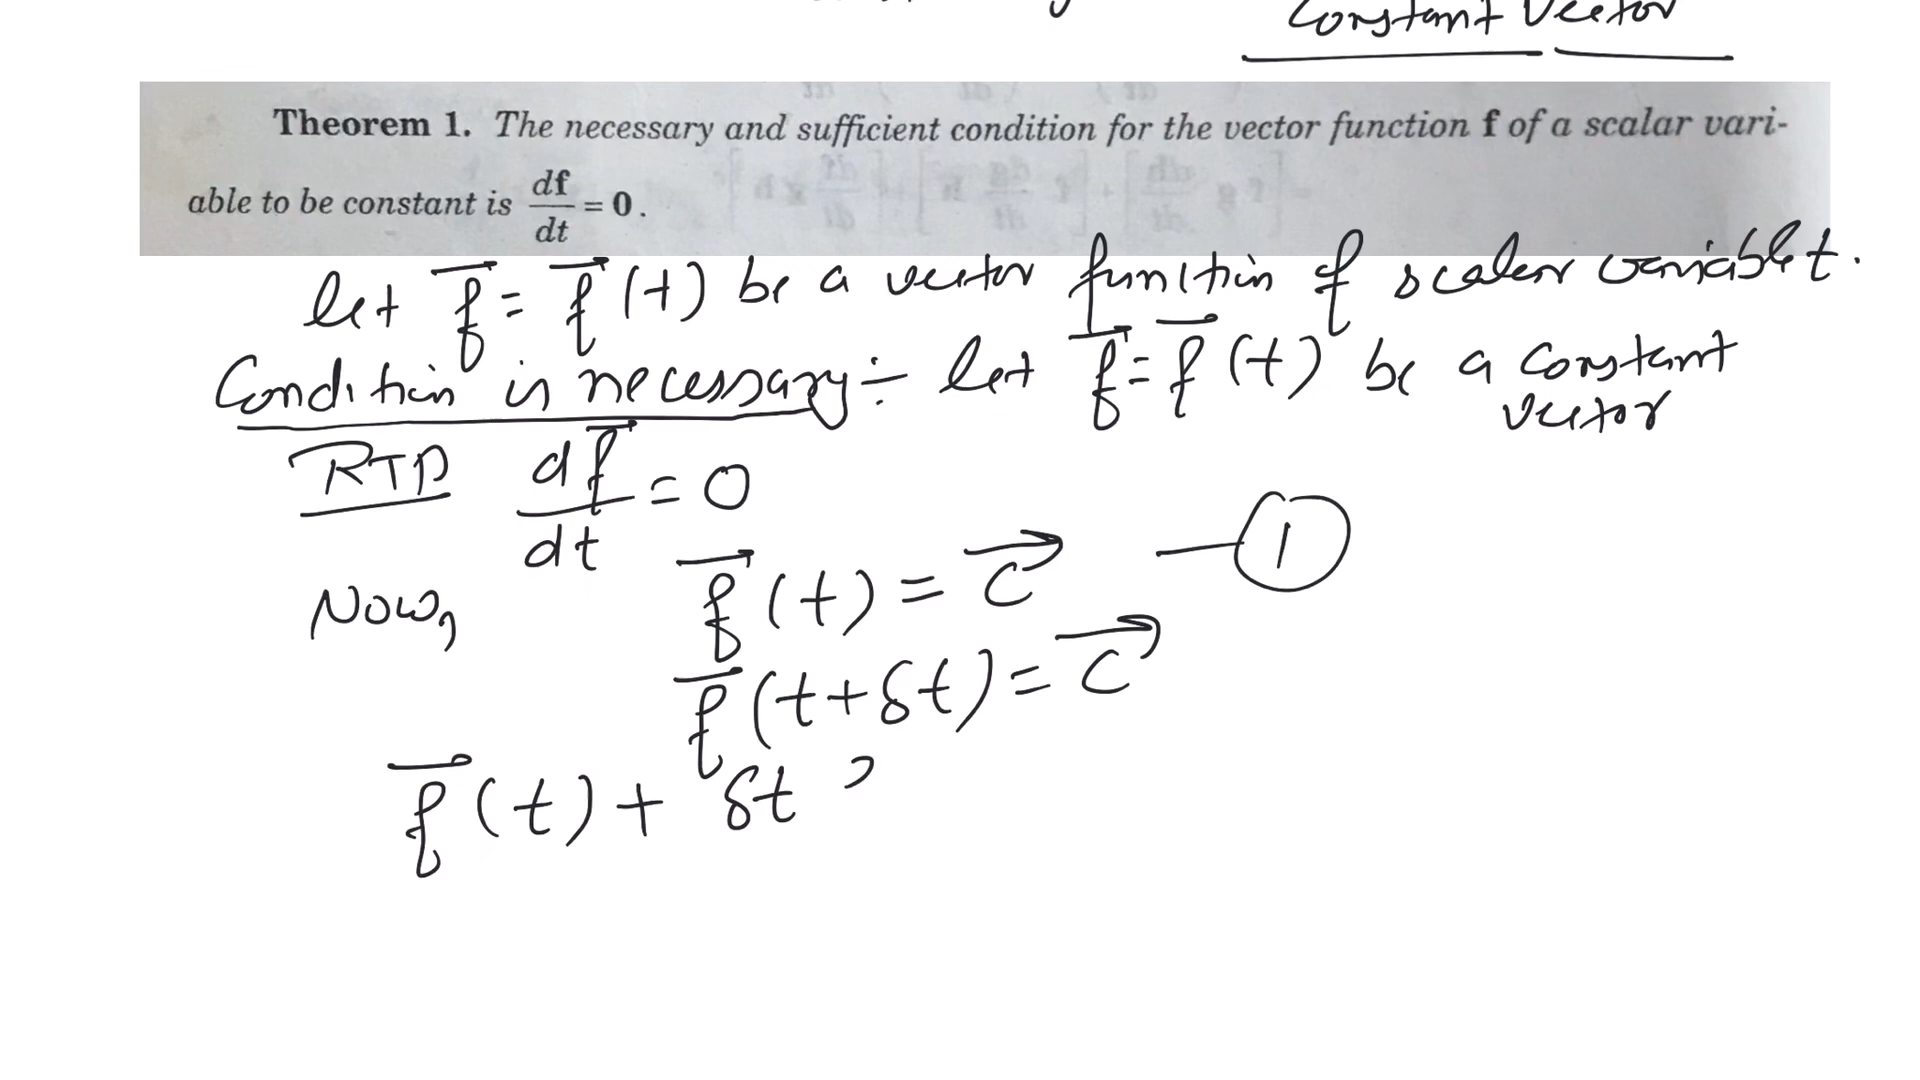 Constant Vector
Theorem 1. The necessary and sufficient condition for the vector function f of a scalar vari-
able to be constant is df/dt = 0.
let f⃗ = f⃗(t) be a vector function of scalar variable t.
Condition is necessary :- let f⃗ = f⃗(t) be a constant
vector
RTP df⃗/dt = 0
Now, f⃗(t) = c⃗ — ①
f⃗(t+δt) = c⃗
f⃗(t) + δt